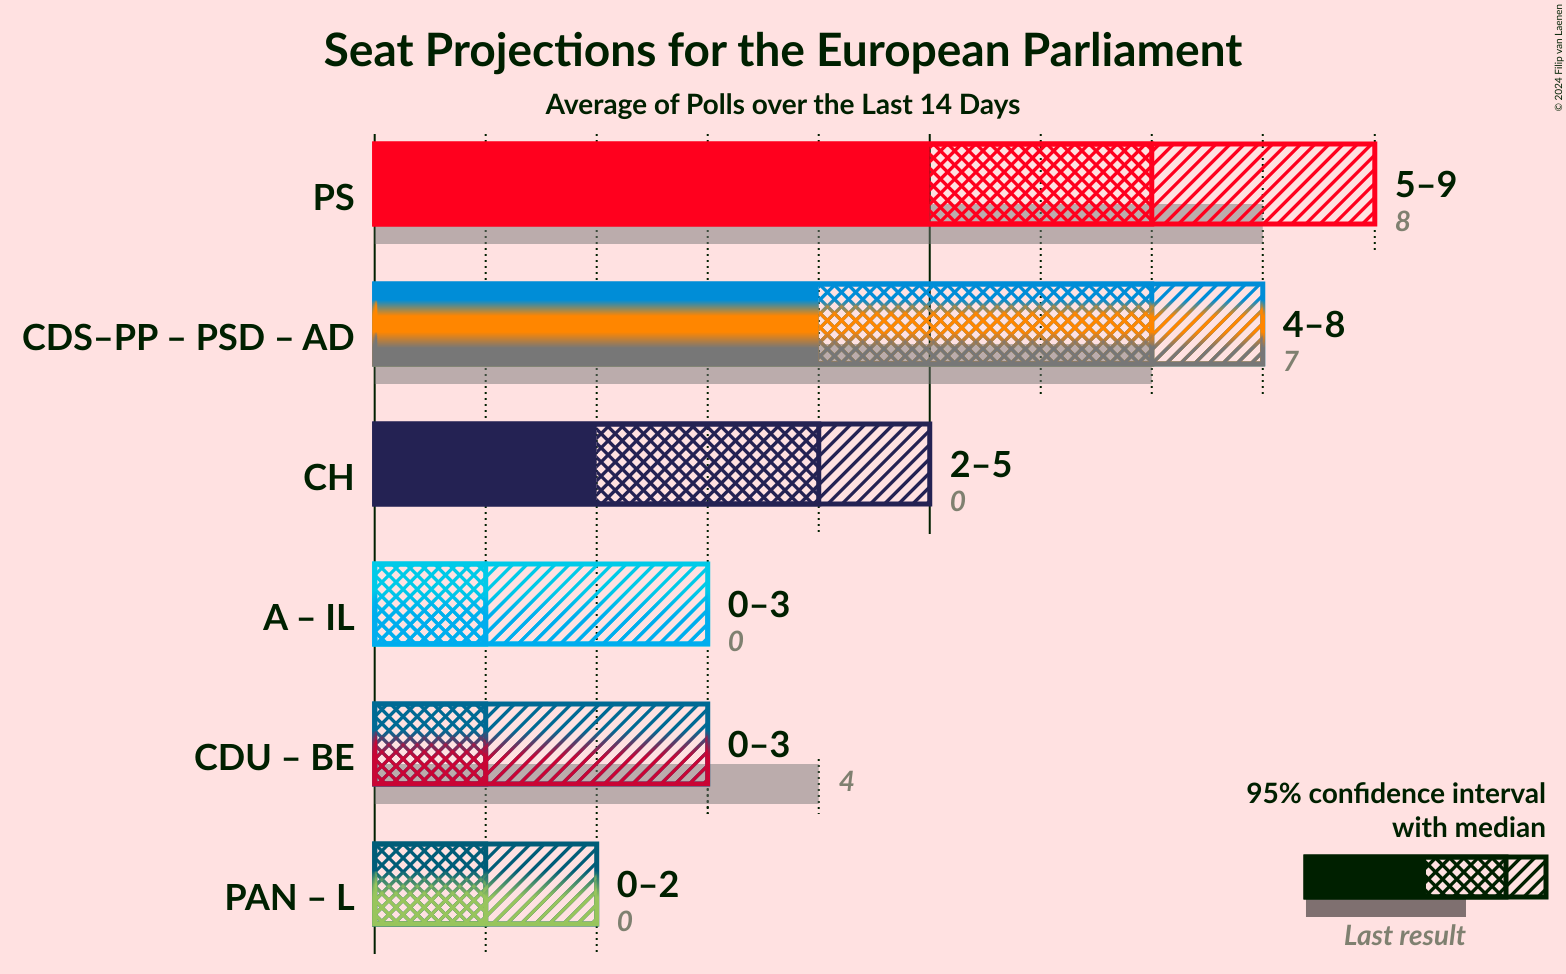 Seat Projections for the European Parliament
Average of Polls over the Last 14 Days
© 2024 Filip van Laenen
PS
5–9
8
CDS–PP – PSD – AD
4–8
7
CH
2–5
0
A – IL
0–3
0
CDU – BE
0–3
4
PAN – L
0–2
0
95% confidence interval
with median
Last result